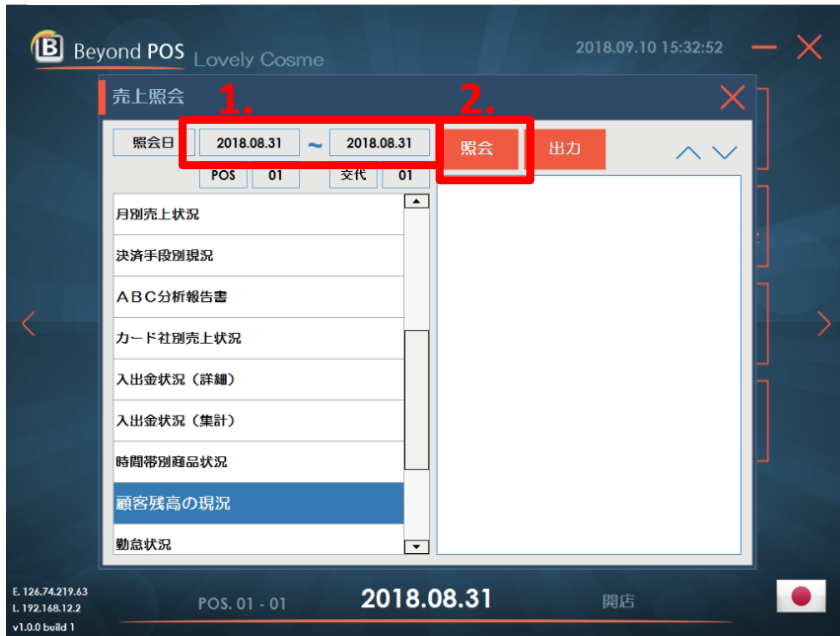 B Beyond POS Lovely Cosme 2018.09.10 15:32:52
売上照会
1. 2.
照会日 2018.08.31 ~ 2018.08.31 照会 出力
POS 01 交代 01
月別売上状況
決済手段別現況
ABC分析報告書
カード社別売上状況
入出金状況（詳細）
入出金状況（集計）
時間帯別商品状況
顧客残高の現況
勤怠状況
E. 126.74.219.63
L. 192.168.12.2
v1.0.0 build 1
POS. 01 - 01 2018.08.31 開店